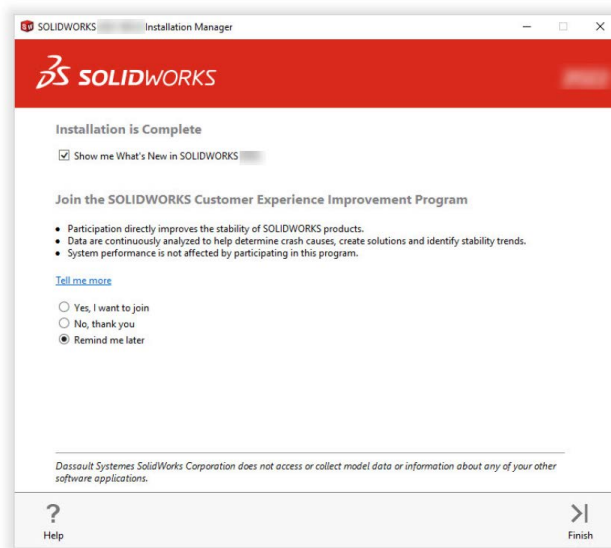 SOLIDWORKS Installation Manager
SOLIDWORKS
Installation is Complete
Show me What's New in SOLIDWORKS
Join the SOLIDWORKS Customer Experience Improvement Program
• Participation directly improves the stability of SOLIDWORKS products.
• Data are continuously analyzed to help determine crash causes, create solutions and identify stability trends.
• System performance is not affected by participating in this program.
Tell me more
Yes, I want to join
No, thank you
Remind me later
Dassault Systemes SolidWorks Corporation does not access or collect model data or information about any of your other
software applications.
?
Help
Finish